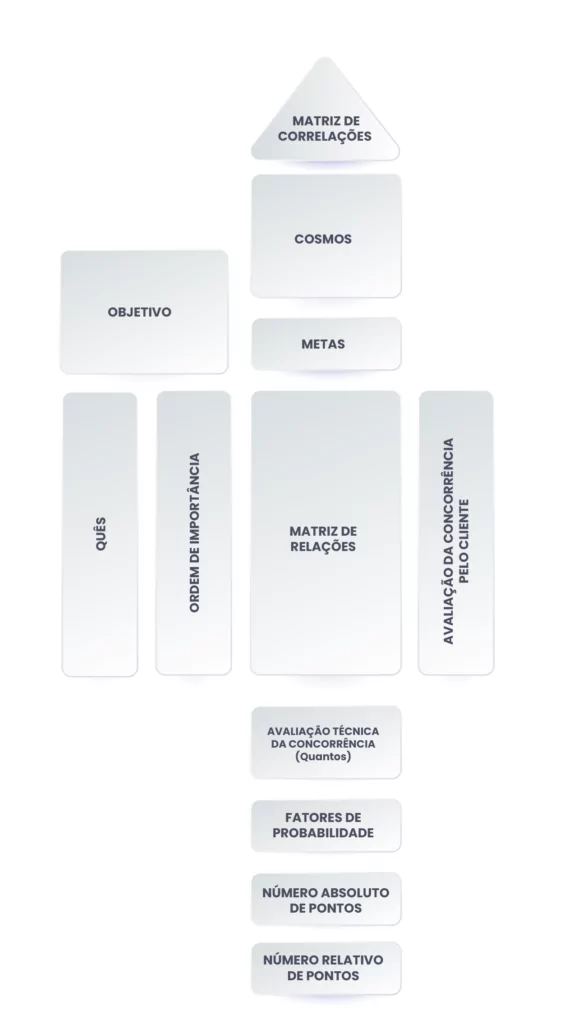 MATRIZ DE
CORRELAÇÕES
COSMOS
OBJETIVO
METAS
QUÊS
ORDEM DE IMPORTÂNCIA
MATRIZ DE
RELAÇÕES
AVALIAÇÃO DA CONCORRÊNCIA
PELO CLIENTE
AVALIAÇÃO TÉCNICA
DA CONCORRÊNCIA
(Quantos)
FATORES DE
PROBABILIDADE
NÚMERO ABSOLUTO
DE PONTOS
NÚMERO RELATIVO
DE PONTOS